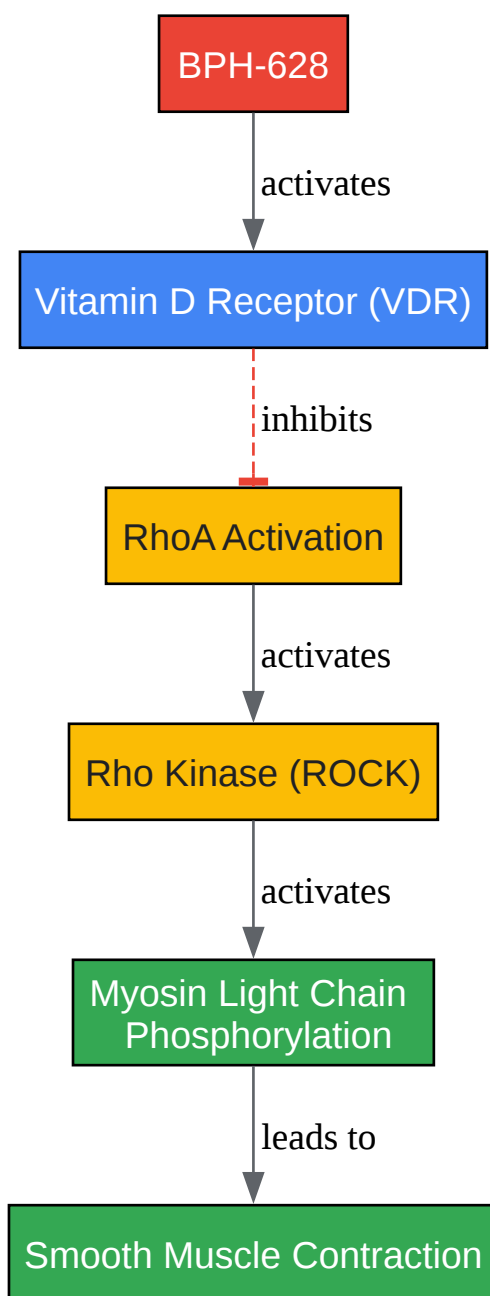 BPH-628
activates
Vitamin D Receptor (VDR)
inhibits
RhoA Activation
activates
Rho Kinase (ROCK)
activates
Myosin Light Chain
Phosphorylation
leads to
Smooth Muscle Contraction